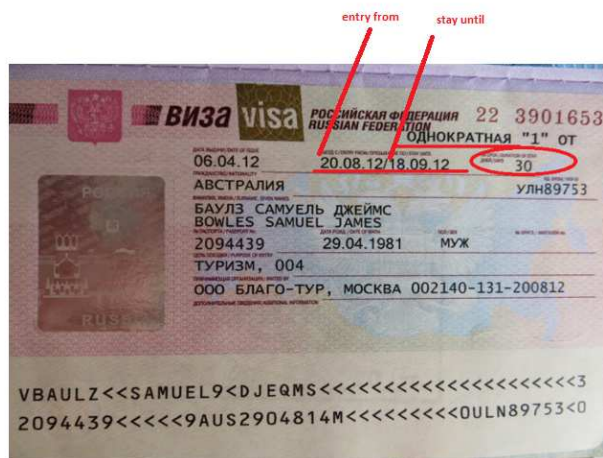 entry from stay until
ВИЗА visa РОССИЙСКАЯ ФЕДЕРАЦИЯ 22 3901653
RUSSIAN FEDERATION
ОДНОКРАТНАЯ "1" ОТ
06.04.12 20.08.12/18.09.12 30
АВСТРАЛИЯ УЛН89753
БАУЛЗ САМУЕЛЬ ДЖЕЙМС
BOWLES SAMUEL JAMES
2094439 29.04.1981 МУЖ
ТУРИЗМ, 004
ООО БЛАГО-ТУР, МОСКВА 002140-131-200812
RUSS
VBAULZ<<SAMUEL9<DJEQMS<<<<<<<<<<<<<<<<<<<<<<3
2094439<<<<9AUS2904814M<<<<<<<<<0ULN89753<0